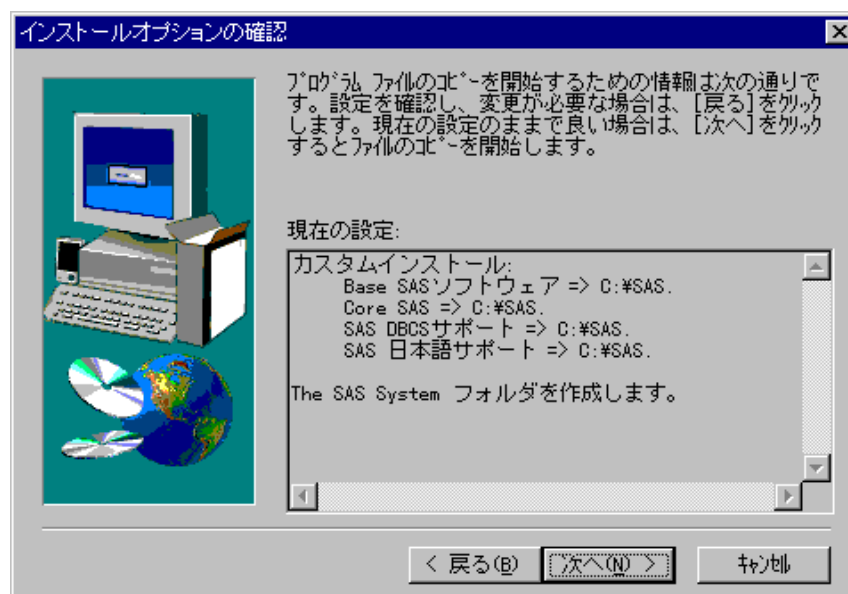 インストールオプションの確認
ﾌﾟﾛｸﾞﾗﾑ ﾌｧｲﾙのｺﾋﾟｰを開始するための情報は次の通りで
す。設定を確認し、変更が必要な場合は、[戻る]をｸﾘｯｸ
します。現在の設定のままで良い場合は、[次へ]をｸﾘｯｸ
するとﾌｧｲﾙのｺﾋﾟｰを開始します。
現在の設定:
カスタムインストール:
Base SASソフトウェア => C:¥SAS.
Core SAS => C:¥SAS.
SAS DBCSサポート => C:¥SAS.
SAS 日本語サポート => C:¥SAS.
The SAS System フォルダを作成します。
< 戻る(B) 次へ(N) > ｷｬﾝｾﾙ